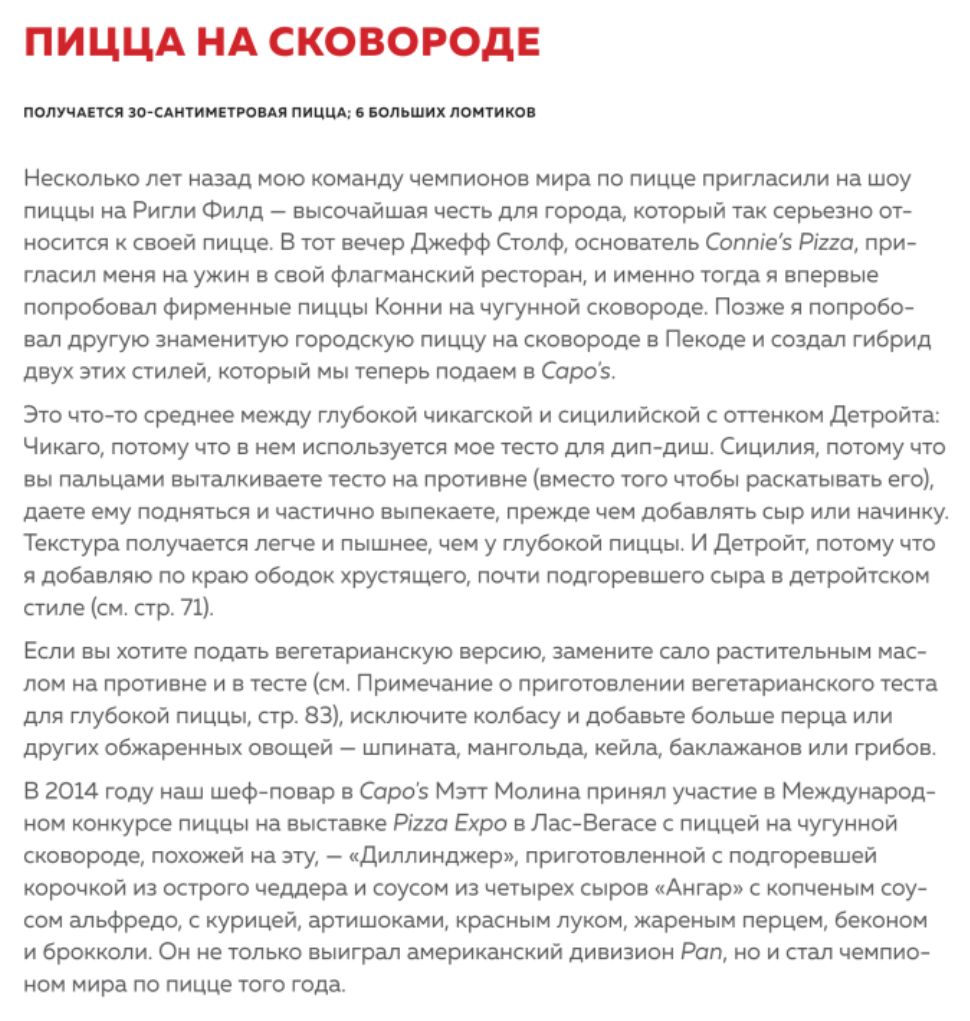 ПИЦЦА НА СКОВОРОДЕ
ПОЛУЧАЕТСЯ 30-САНТИМЕТРОВАЯ ПИЦЦА; 6 БОЛЬШИХ ЛОМТИКОВ
Несколько лет назад мою команду чемпионов мира по пицце пригласили на шоу
пиццы на Ригли Филд — высочайшая честь для города, который так серьезно от-
носится к своей пицце. В тот вечер Джефф Столф, основатель Connie's Pizza, при-
гласил меня на ужин в свой флагманский ресторан, и именно тогда я впервые
попробовал фирменные пиццы Конни на чугунной сковороде. Позже я попробо-
вал другую знаменитую городскую пиццу на сковороде в Пекоде и создал гибрид
двух этих стилей, который мы теперь подаем в Capo's.
Это что-то среднее между глубокой чикагской и сицилийской с оттенком Детройта:
Чикаго, потому что в нем используется мое тесто для дип-диш. Сицилия, потому что
вы пальцами выталкиваете тесто на противне (вместо того чтобы раскатывать его),
даете ему подняться и частично выпекаете, прежде чем добавлять сыр или начинку.
Текстура получается легче и пышнее, чем у глубокой пиццы. И Детройт, потому что
я добавляю по краю ободок хрустящего, почти подгоревшего сыра в детройтском
стиле (см. стр. 71).
Если вы хотите подать вегетарианскую версию, замените сало растительным мас-
лом на противне и в тесте (см. Примечание о приготовлении вегетарианского теста
для глубокой пиццы, стр. 83), исключите колбасу и добавьте больше перца или
других обжаренных овощей — шпината, мангольда, кейла, баклажанов или грибов.
В 2014 году наш шеф-повар в Capo's Мэтт Молина принял участие в Международ-
ном конкурсе пиццы на выставке Pizza Expo в Лас-Вегасе с пиццей на чугунной
сковороде, похожей на эту, — «Диллинджер», приготовленной с подгоревшей
корочкой из острого чеддера и соусом из четырех сыров «Ангар» с копченым соу-
сом альфредо, с курицей, артишоками, красным луком, жареным перцем, беконом
и брокколи. Он не только выиграл американский дивизион Pan, но и стал чемпио-
ном мира по пицце того года.